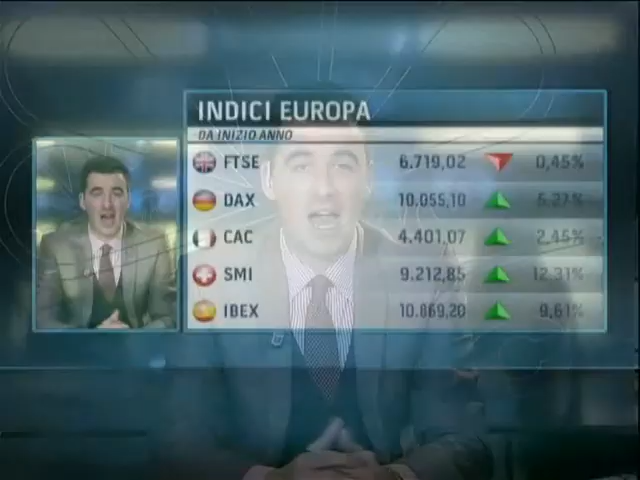 INDICI EUROPA
DA INIZIO ANNO
FTSE 6.719,02 0,45%
DAX 10.055,10 5,27%
CAC 4.401,07 2,45%
SMI 9.212,85 12,31%
IBEX 10.869,20 9,61%